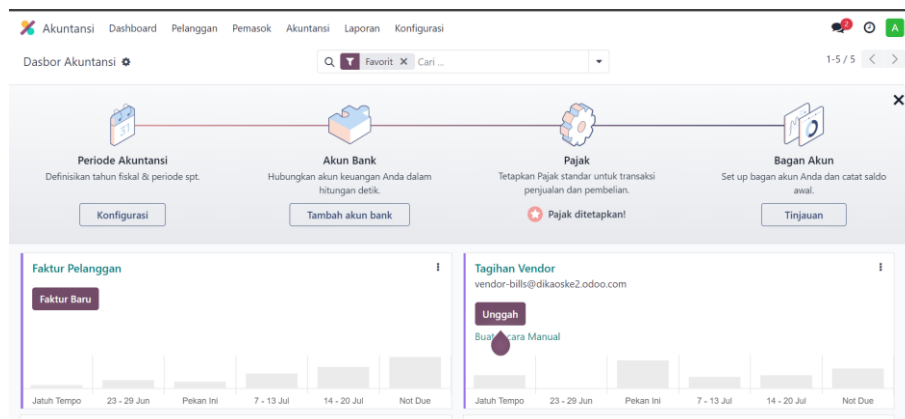 Akuntansi Dashboard Pelanggan Pemasok Akuntansi Laporan Konfigurasi 2 A
Dasbor Akuntansi Favorit Cari ... 1-5 / 5
31
Periode Akuntansi
Definisikan tahun fiskal & periode spt.
Konfigurasi
Akun Bank
Hubungkan akun keuangan Anda dalam
hitungan detik.
Tambah akun bank
Pajak
Tetapkan Pajak standar untuk transaksi
penjualan dan pembelian.
Pajak ditetapkan!
Bagan Akun
Set up bagan akun Anda dan catat saldo
awal.
Tinjauan
Faktur Pelanggan
Faktur Baru
Jatuh Tempo 23 - 29 Jun Pekan Ini 7 - 13 Jul 14 - 20 Jul Not Due
Tagihan Vendor
vendor-bills@dikaoske2.odoo.com
Unggah
Manual
Jatuh Tempo 23 - 29 Jun Pekan Ini 7 - 13 Jul 14 - 20 Jul Not Due